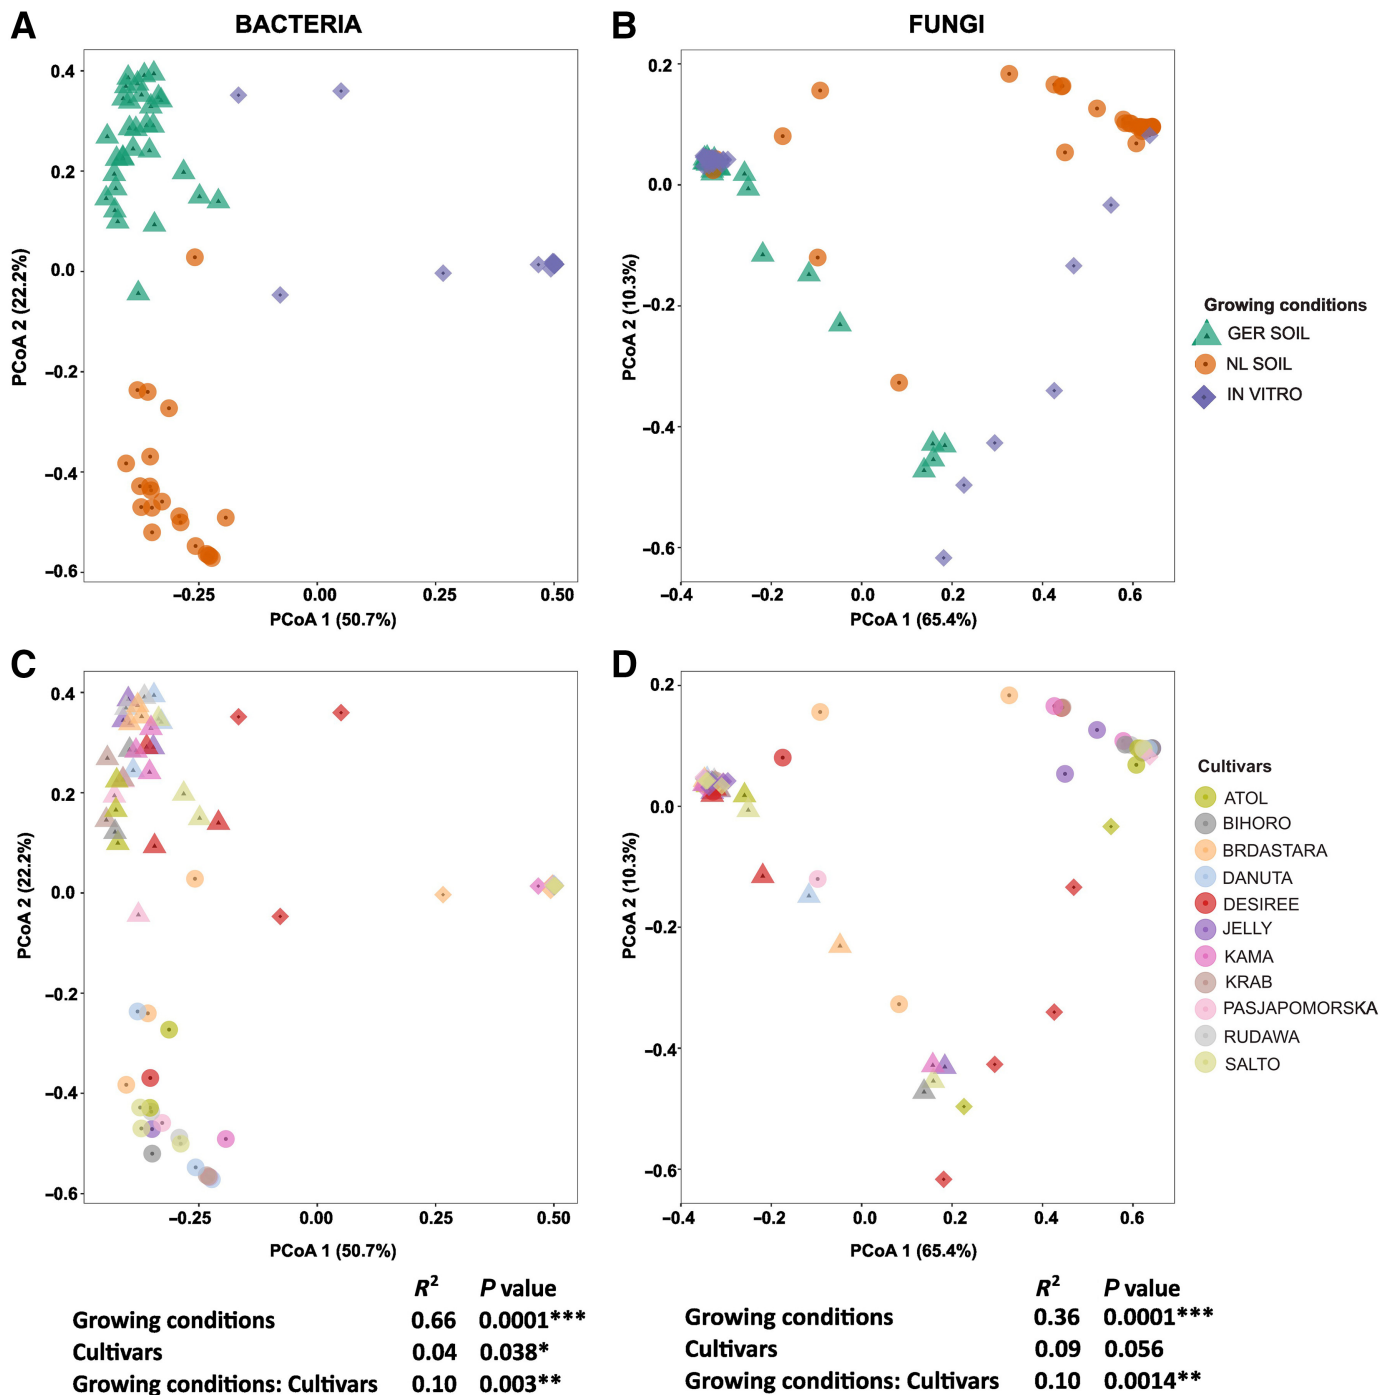 A
BACTERIA
0.4
0.2
0.0
−0.2
−0.4
−0.6
PCoA 2 (22.2%)
−0.25
0.00
0.25
0.50
PCoA 1 (50.7%)
B
FUNGI
0.2
0.0
−0.2
−0.4
−0.6
PCoA 2 (10.3%)
−0.4
−0.2
0.0
0.2
0.4
0.6
PCoA 1 (65.4%)
Growing conditions
GER SOIL
NL SOIL
IN VITRO
C
0.4
0.2
0.0
−0.2
−0.4
−0.6
PCoA 2 (22.2%)
−0.25
0.00
0.25
0.50
PCoA 1 (50.7%)
D
0.2
0.0
−0.2
−0.4
−0.6
PCoA 2 (10.3%)
−0.4
−0.2
0.0
0.2
0.4
0.6
PCoA 1 (65.4%)
Cultivars
ATOL
BIHORO
BRDASTARA
DANUTA
DESIREE
JELLY
KAMA
KRAB
PASJAPOMORSKA
RUDAWA
SALTO
R² P value
Growing conditions 0.66 0.0001***
Cultivars 0.04 0.038*
Growing conditions: Cultivars 0.10 0.003**
R² P value
Growing conditions 0.36 0.0001***
Cultivars 0.09 0.056
Growing conditions: Cultivars 0.10 0.0014**